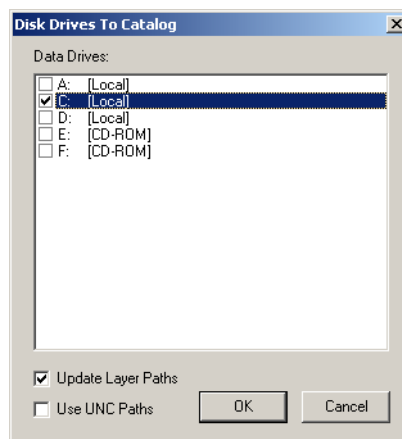 Disk Drives To Catalog
Data Drives:
A: [Local]
C: [Local]
D: [Local]
E: [CD-ROM]
F: [CD-ROM]
Update Layer Paths
Use UNC Paths
OK
Cancel